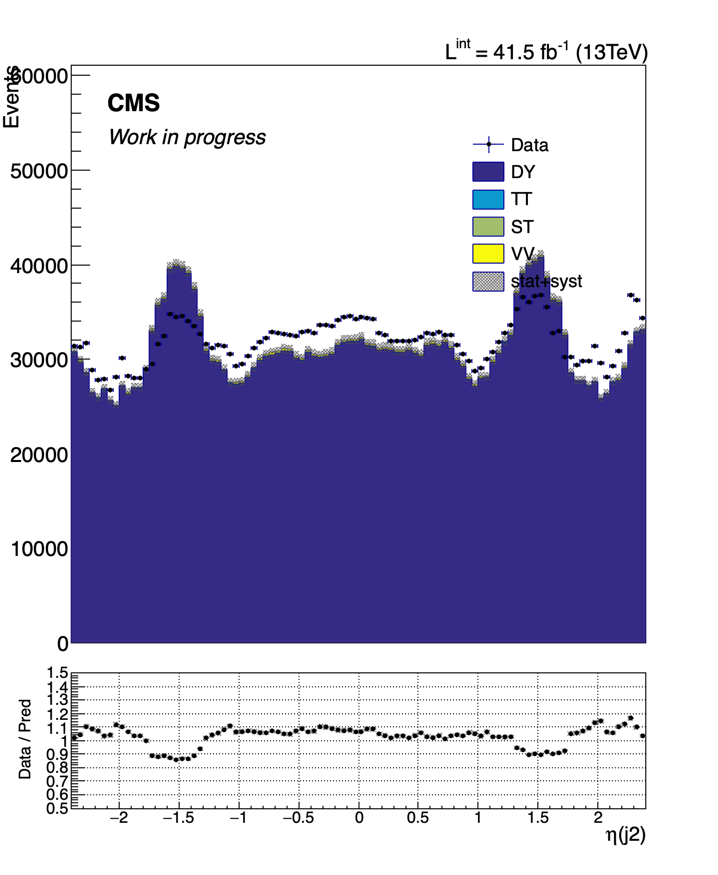 L^int = 41.5 fb^-1 (13TeV)
Events
60000
CMS
Work in progress
Data
50000
DY
TT
ST
VV
40000
stat+syst
30000
20000
10000
0
Data / Pred
1.5
1.4
1.3
1.2
1.1
1
0.9
0.8
0.7
0.6
0.5
−2 −1.5 −1 −0.5 0 0.5 1 1.5 2
η(j2)